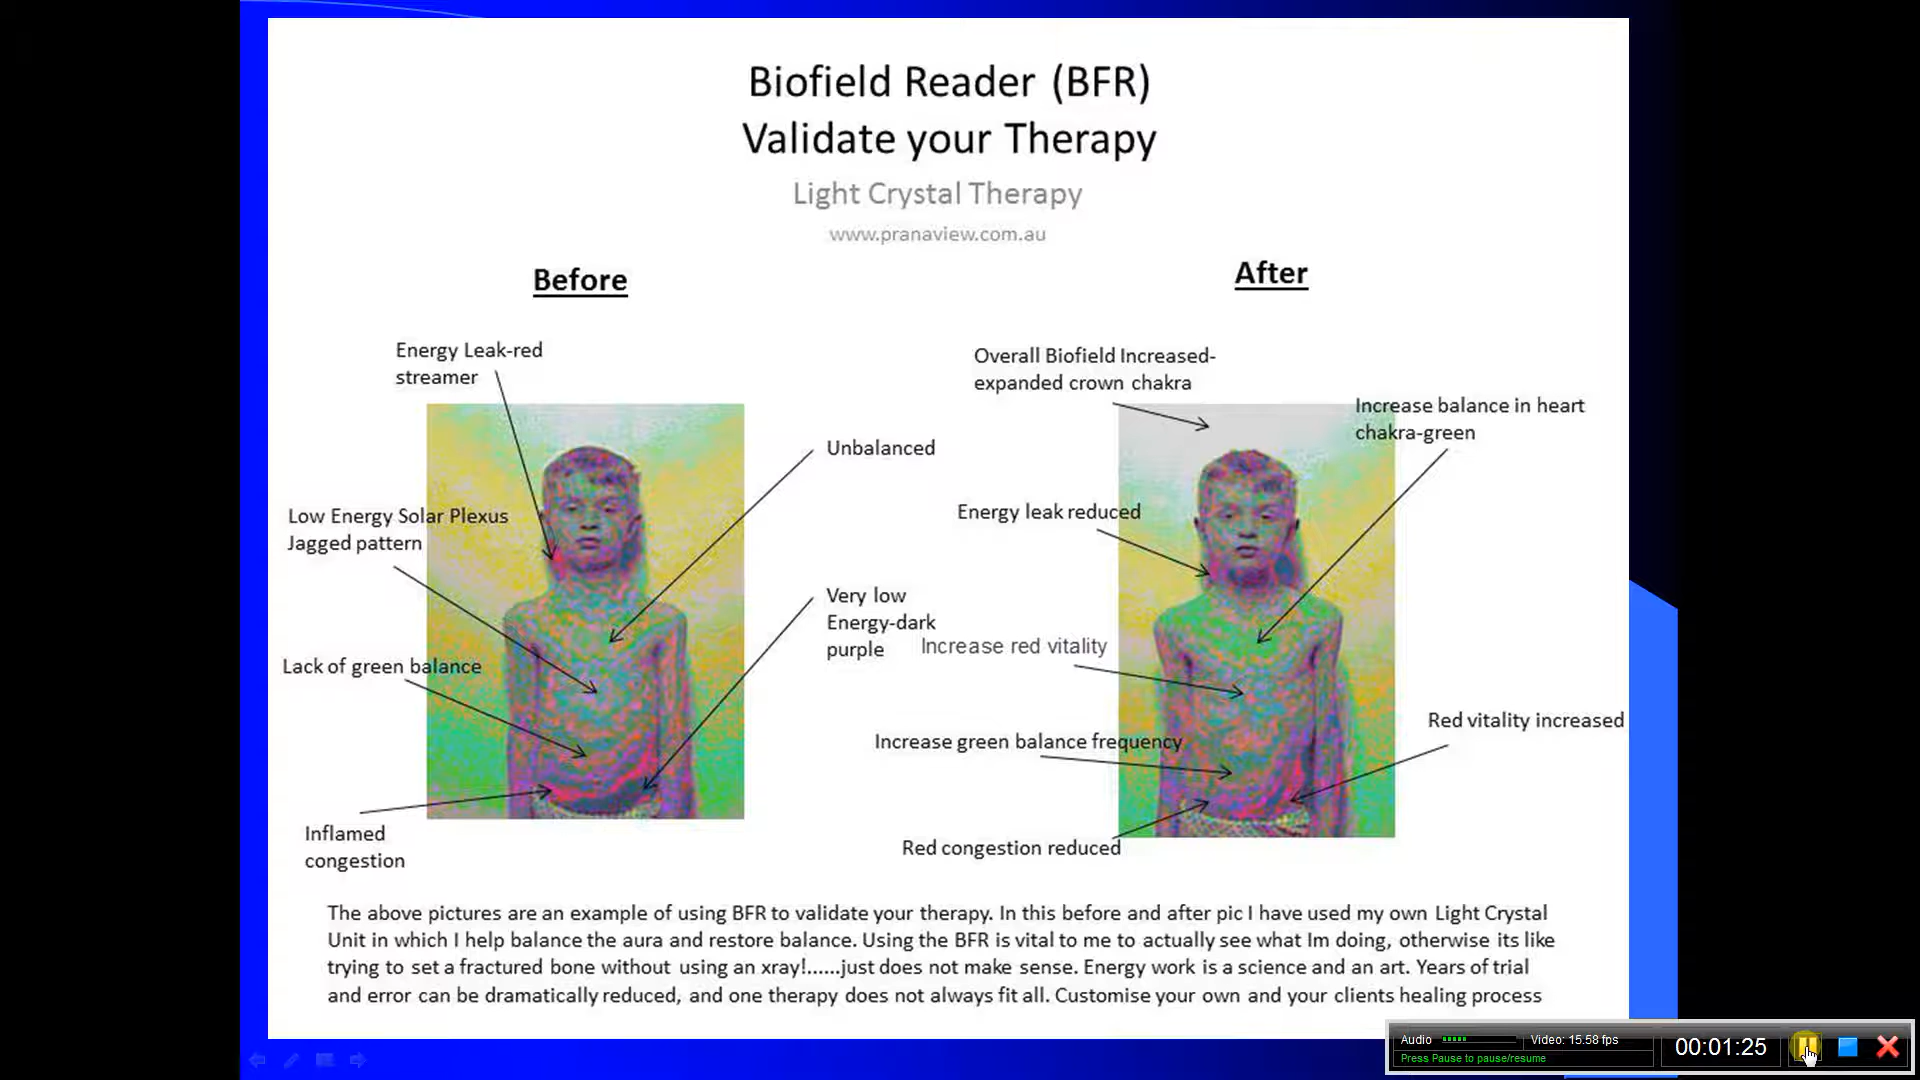 Biofield Reader (BFR)
Validate your Therapy
Light Crystal Therapy
www.pranaview.com.au
Before
Energy Leak-red
streamer
Unbalanced
Low Energy Solar Plexus
Jagged pattern
Very low
Energy-dark
purple
Lack of green balance
Inflamed
congestion
After
Overall Biofield Increased-
expanded crown chakra
Increase balance in heart
chakra-green
Energy leak reduced
Increase red vitality
Red vitality increased
Increase green balance frequency
Red congestion reduced
The above pictures are an example of using BFR to validate your therapy. In this before and after pic I have used my own Light Crystal
Unit in which I help balance the aura and restore balance. Using the BFR is vital to me to actually see what Im doing, otherwise its like
trying to set a fractured bone without using an xray!......just does not make sense. Energy work is a science and an art. Years of trial
and error can be dramatically reduced, and one therapy does not always fit all. Customise your own and your clients healing process
Audio
Video: 15.58 fps
Press Pause to pause/resume
00:01:25